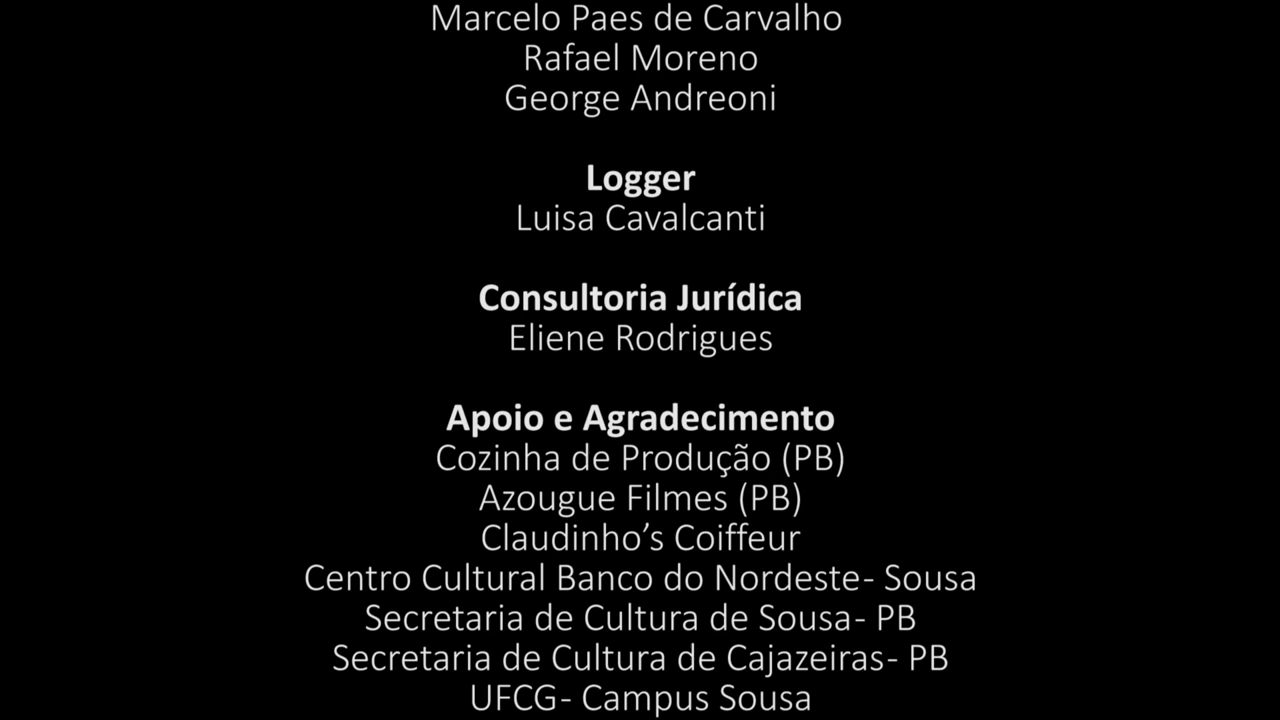 Marcelo Paes de Carvalho
Rafael Moreno
George Andreoni
Logger
Luisa Cavalcanti
Consultoria Jurídica
Eliene Rodrigues
Apoio e Agradecimento
Cozinha de Produção (PB)
Azougue Filmes (PB)
Claudinho’s Coiffeur
Centro Cultural Banco do Nordeste- Sousa
Secretaria de Cultura de Sousa- PB
Secretaria de Cultura de Cajazeiras- PB
UFCG- Campus Sousa